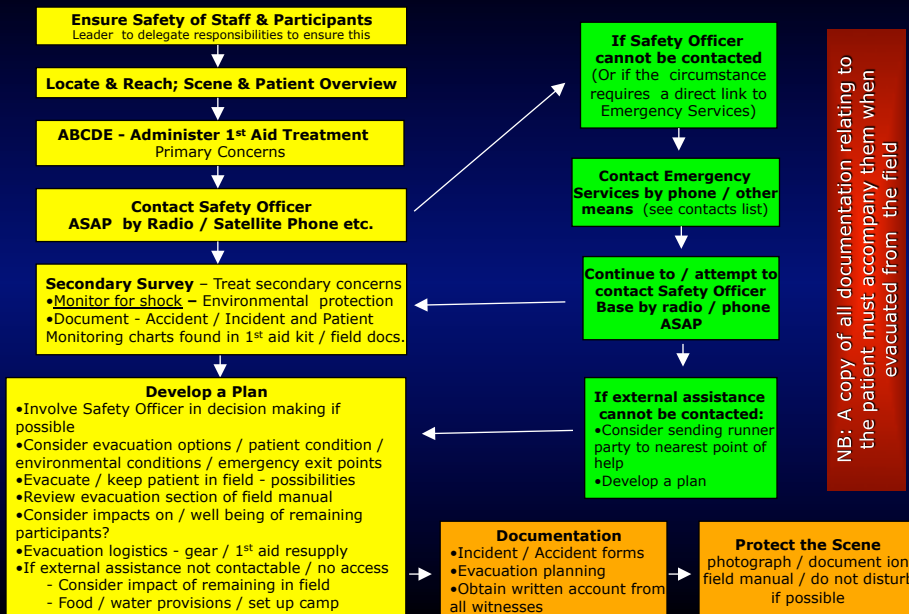 Ensure Safety of Staff & Participants
Leader to delegate responsibilities to ensure this
Locate & Reach; Scene & Patient Overview
ABCDE - Administer 1st Aid Treatment
Primary Concerns
Contact Safety Officer
ASAP by Radio / Satellite Phone etc.
Secondary Survey – Treat secondary concerns
•Monitor for shock – Environmental protection
•Document - Accident / Incident and Patient
Monitoring charts found in 1st aid kit / field docs.
Develop a Plan
•Involve Safety Officer in decision making if
possible
•Consider evacuation options / patient condition /
environmental conditions / emergency exit points
•Evacuate / keep patient in field - possibilities
•Review evacuation section of field manual
•Consider impacts on / well being of remaining
participants?
•Evacuation logistics - gear / 1st aid resupply
•If external assistance not contactable / no access
- Consider impact of remaining in field
- Food / water provisions / set up camp
If Safety Officer
cannot be contacted
(Or if the circumstance
requires a direct link to
Emergency Services)
Contact Emergency
Services by phone / other
means (see contacts list)
Continue to / attempt to
contact Safety Officer
Base by radio / phone
ASAP
If external assistance
cannot be contacted:
•Consider sending runner
party to nearest point of
help
•Develop a plan
Documentation
•Incident / Accident forms
•Evacuation planning
•Obtain written account from
all witnesses
Protect the Scene
photograph / document ion
field manual / do not disturb
if possible
NB: A copy of all documentation relating to
the patient must accompany them when
evacuated from the field